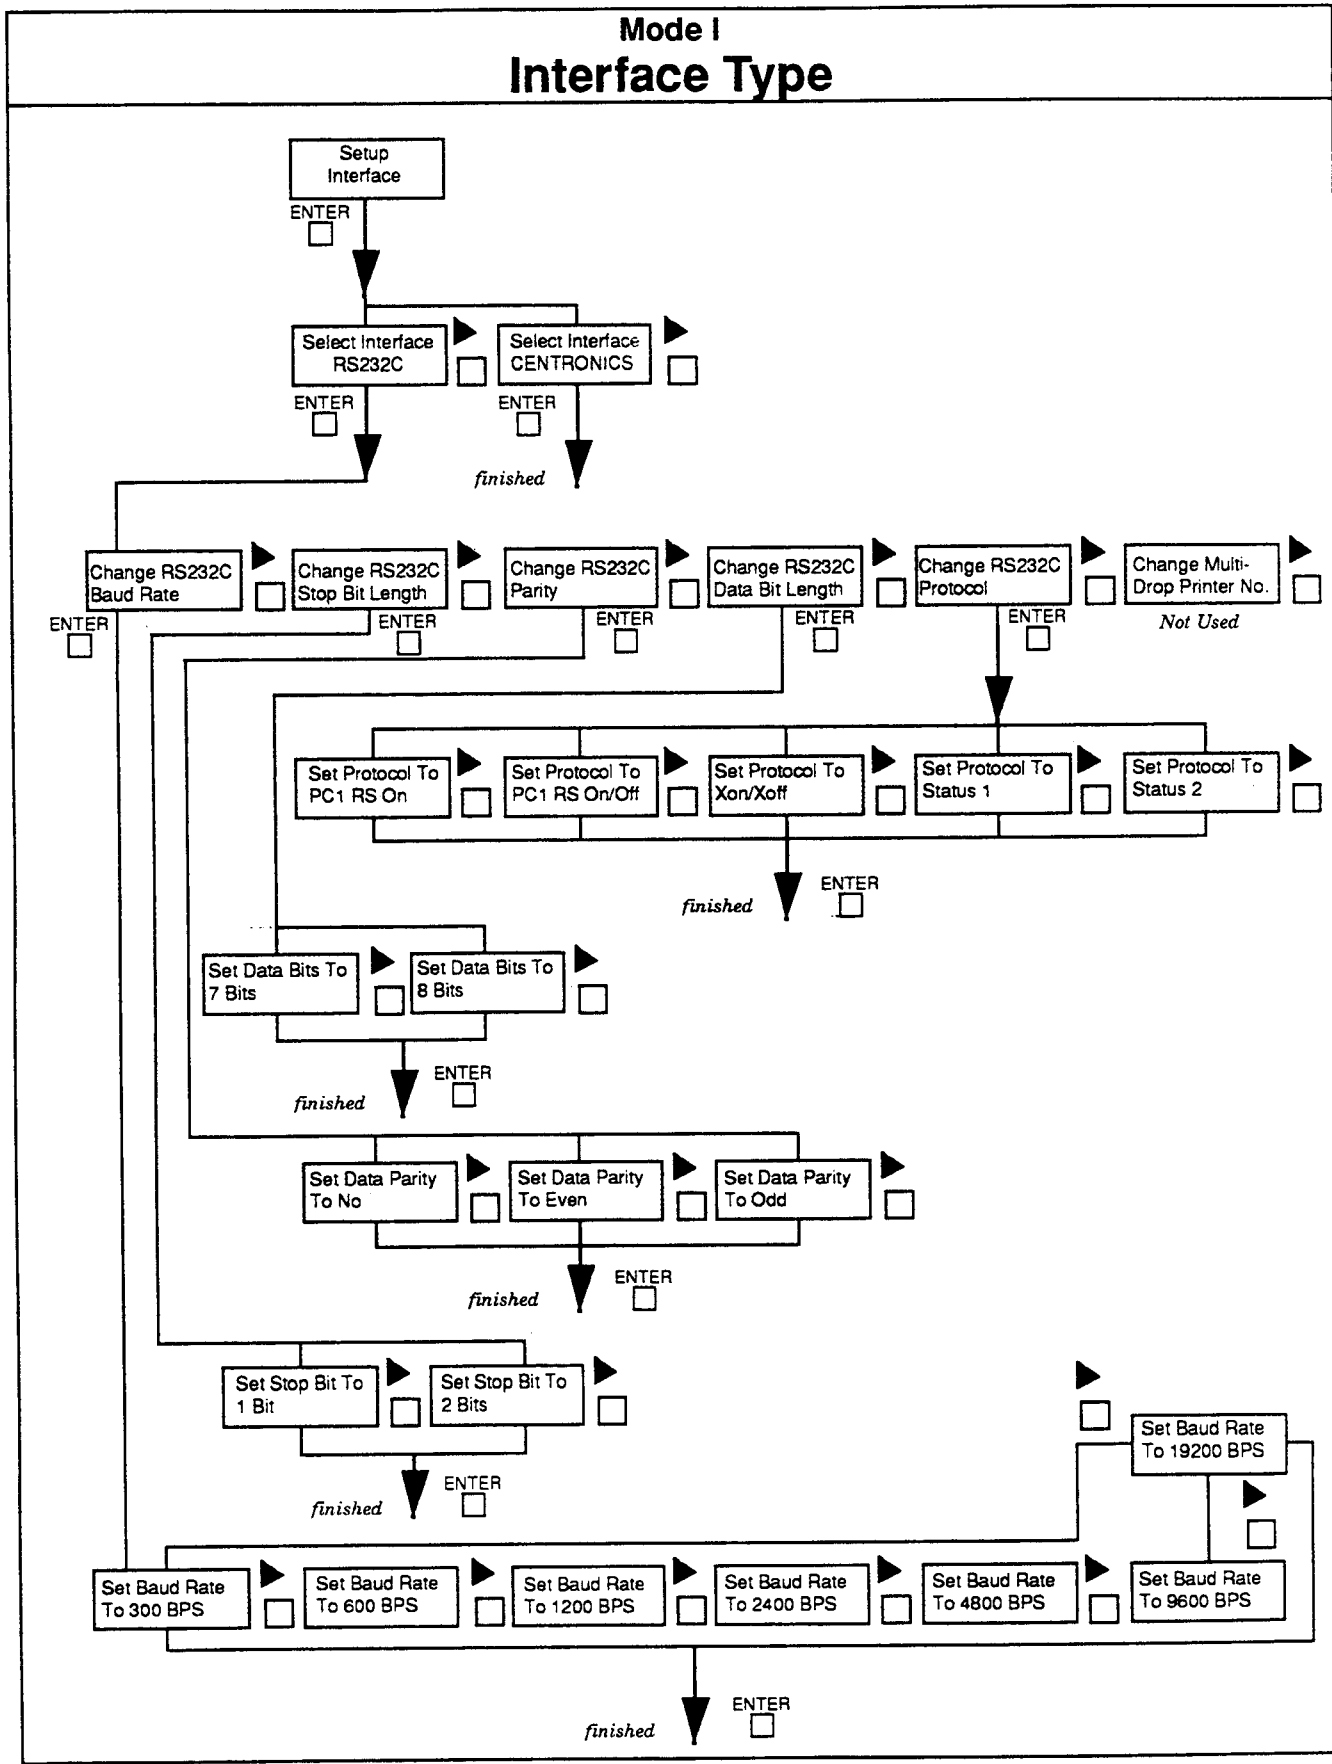 Mode I
Interface Type
Setup
Interface
ENTER
Select Interface
RS232C
Select Interface
CENTRONICS
ENTER
ENTER
finished
Change RS232C
Baud Rate
Change RS232C
Stop Bit Length
Change RS232C
Parity
Change RS232C
Data Bit Length
Change RS232C
Protocol
Change Multi-
Drop Printer No.
ENTER
ENTER
ENTER
ENTER
ENTER
Not Used
Set Protocol To
PC1 RS On
Set Protocol To
PC1 RS On/Off
Set Protocol To
Xon/Xoff
Set Protocol To
Status 1
Set Protocol To
Status 2
finished
ENTER
Set Data Bits To
7 Bits
Set Data Bits To
8 Bits
finished
ENTER
Set Data Parity
To No
Set Data Parity
To Even
Set Data Parity
To Odd
finished
ENTER
Set Stop Bit To
1 Bit
Set Stop Bit To
2 Bits
finished
ENTER
Set Baud Rate
To 19200 BPS
Set Baud Rate
To 300 BPS
Set Baud Rate
To 600 BPS
Set Baud Rate
To 1200 BPS
Set Baud Rate
To 2400 BPS
Set Baud Rate
To 4800 BPS
Set Baud Rate
To 9600 BPS
finished
ENTER